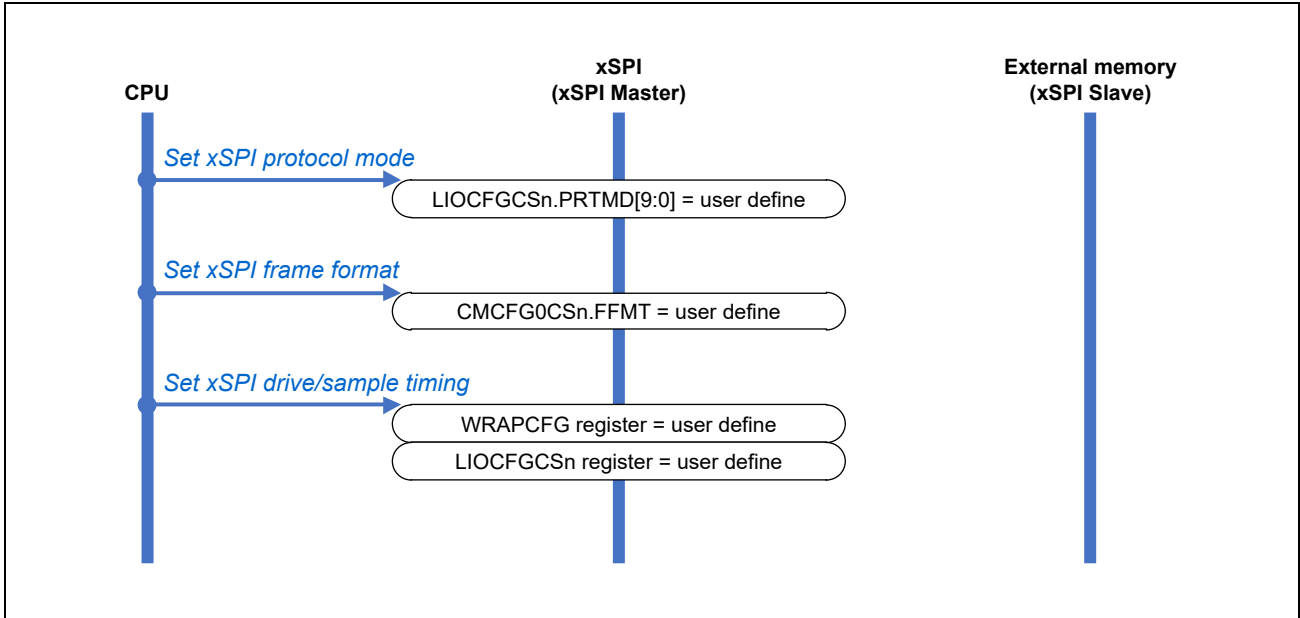 CPU
xSPI
(xSPI Master)
External memory
(xSPI Slave)
Set xSPI protocol mode
LIOCFGCSn.PRTMD[9:0] = user define
Set xSPI frame format
CMCFG0CSn.FFMT = user define
Set xSPI drive/sample timing
WRAPCFG register = user define
LIOCFGCSn register = user define